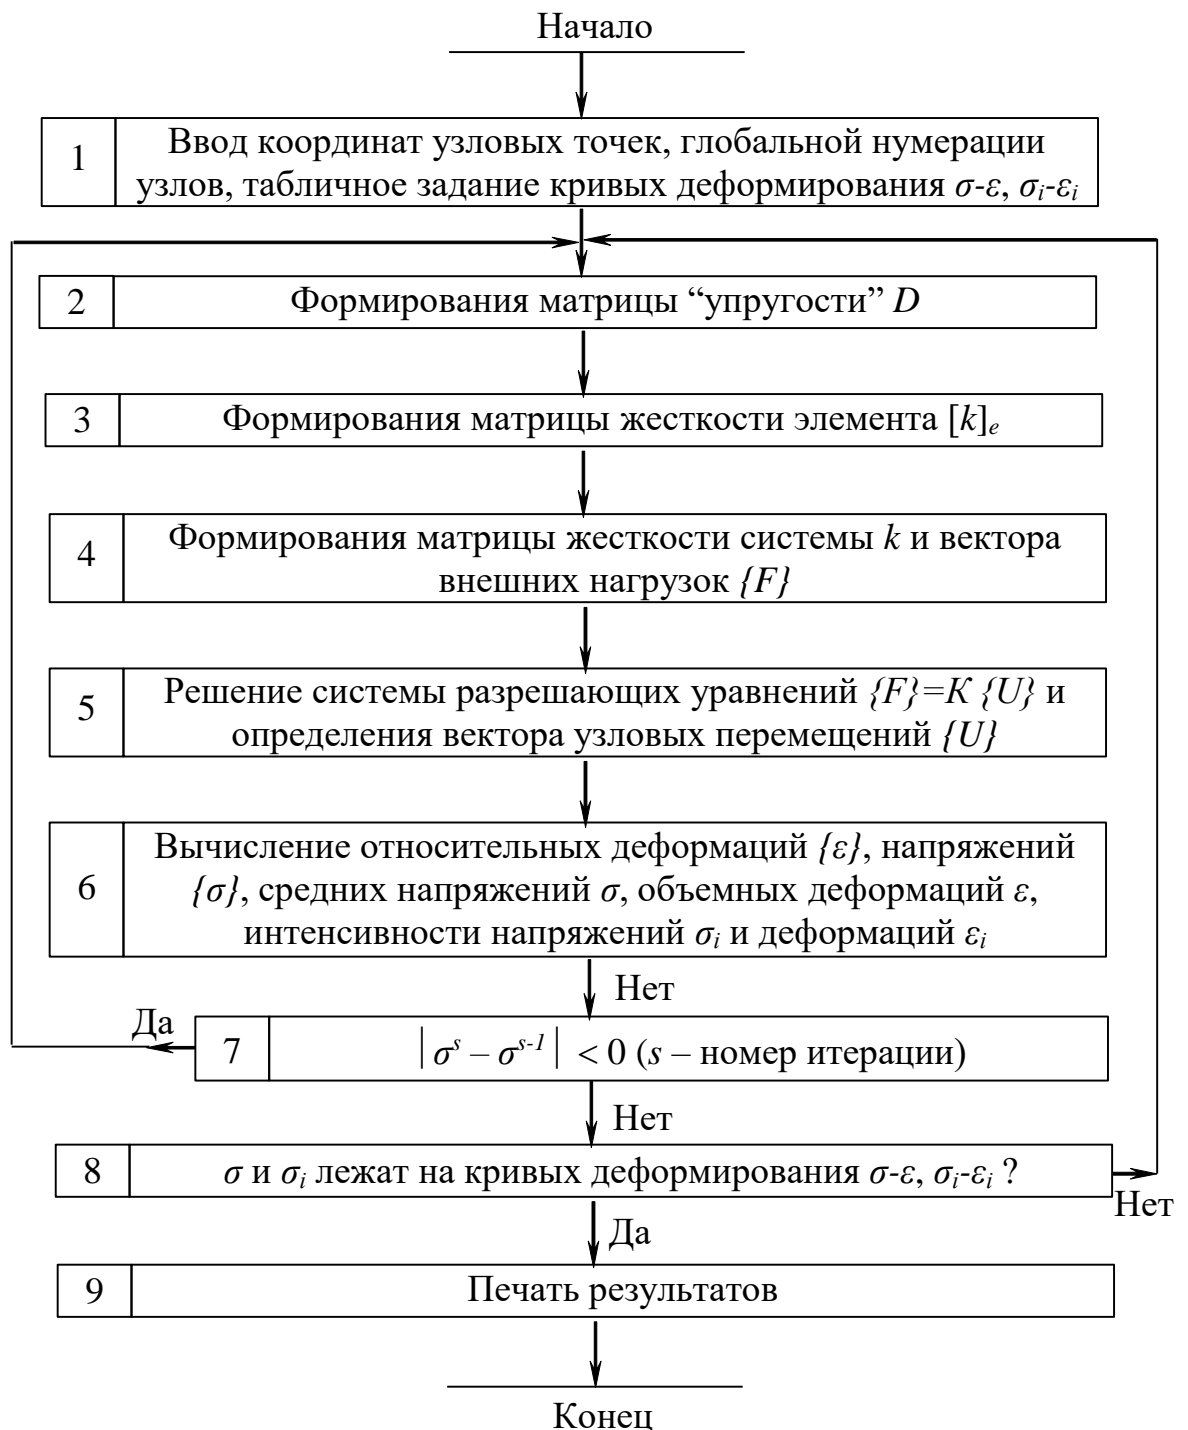 Начало
1
Ввод координат узловых точек, глобальной нумерации
узлов, табличное задание кривых деформирования σ-ε, σi-εi
2
Формирования матрицы “упругости” D
3
Формирования матрицы жесткости элемента [k]e
4
Формирования матрицы жесткости системы k и вектора
внешних нагрузок {F}
5
Решение системы разрешающих уравнений {F}=K {U} и
определения вектора узловых перемещений {U}
6
Вычисление относительных деформаций {ε}, напряжений
{σ}, средних напряжений σ, объемных деформаций ε,
интенсивности напряжений σi и деформаций εi
Нет
Да
7
|σs – σs-1| < 0 (s – номер итерации)
Нет
8
σ и σi лежат на кривых деформирования σ-ε, σi-εi ?
Нет
Да
9
Печать результатов
Конец